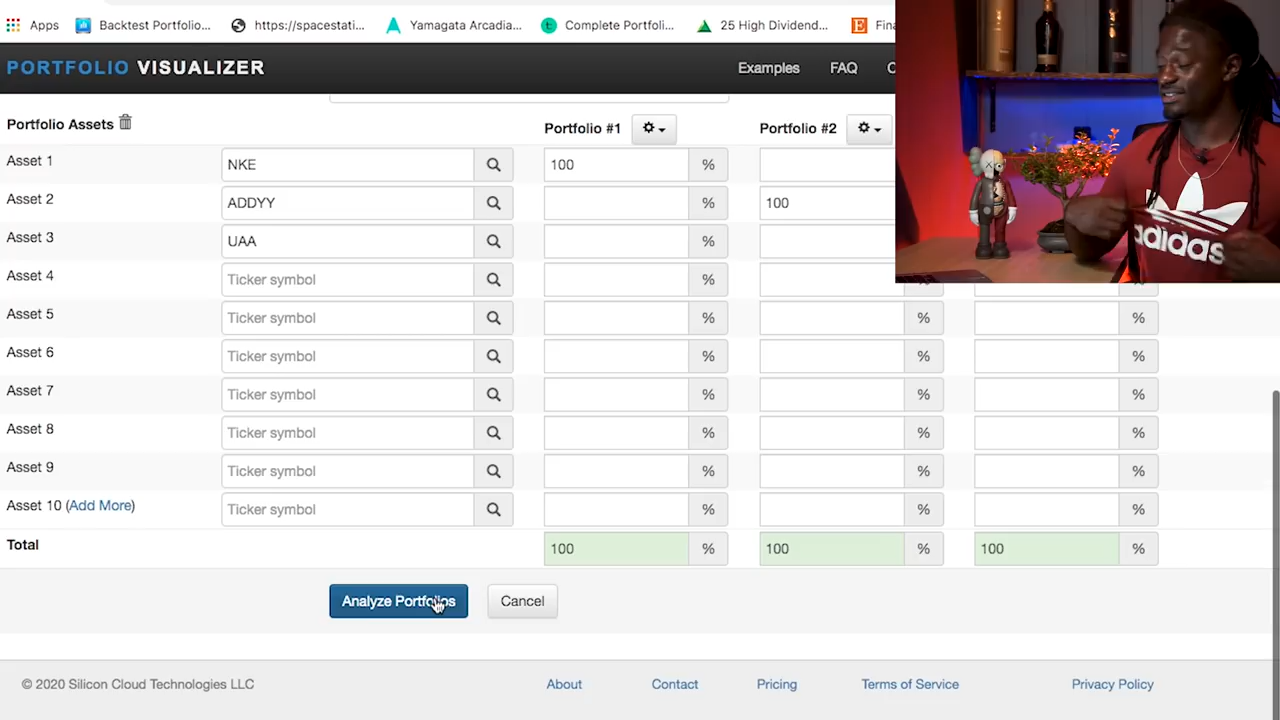 Apps Backtest Portfolio... https://spacestati... Yamagata Arcadia... Complete Portfoli... 25 High Dividend... E Fina
PORTFOLIO VISUALIZER Examples FAQ
Portfolio Assets Portfolio #1 Portfolio #2
Asset 1 NKE 100 %
Asset 2 ADDYY % 100
Asset 3 UAA %
adidas
Asset 4 Ticker symbol %
Asset 5 Ticker symbol % % %
Asset 6 Ticker symbol % % %
Asset 7 Ticker symbol % % %
Asset 8 Ticker symbol % % %
Asset 9 Ticker symbol % % %
Asset 10 (Add More) Ticker symbol % % %
Total 100 % 100 % 100 %
Analyze Portfolios Cancel
© 2020 Silicon Cloud Technologies LLC About Contact Pricing Terms of Service Privacy Policy